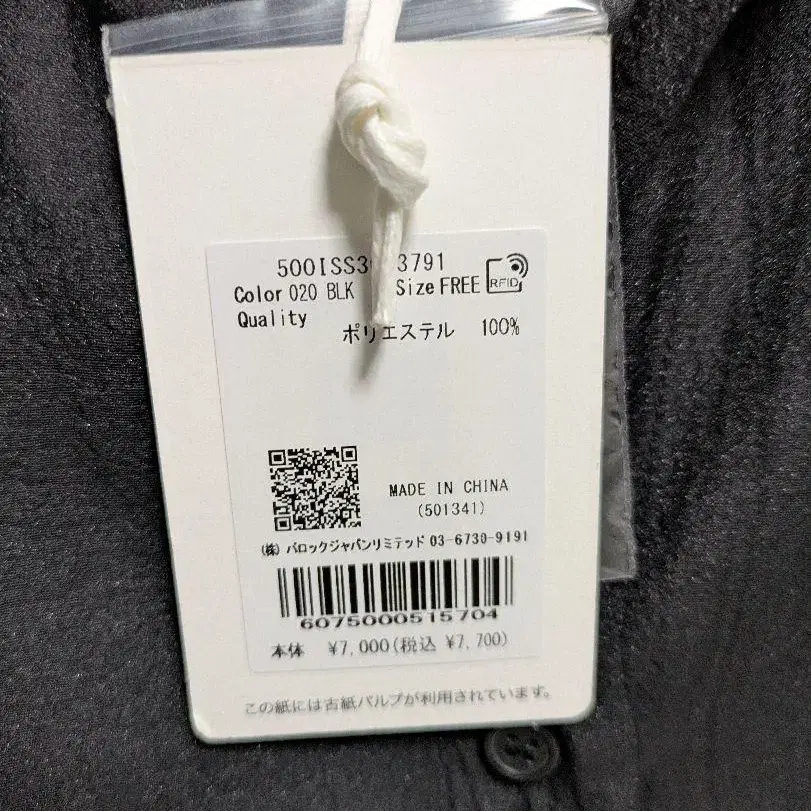 500ISS30 3791
Color 020 BLK Size FREE RFID
Quality
ポリエステル 100%
MADE IN CHINA
(501341)
(株) バロックジャパンリミテッド 03-6730-9191
6075000515704
本体 ¥7,000(税込 ¥7,700)
この紙には古紙パルプが利用されています。